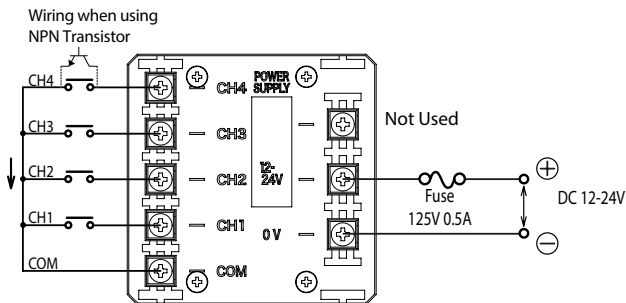 Wiring when using
NPN Transistor
CH4
CH3
CH2
CH1
COM
CH4
CH3
CH2
CH1
COM
POWER
SUPPLY
12-
24V
0 V
Not Used
Fuse
125V 0.5A
+
−
DC 12-24V